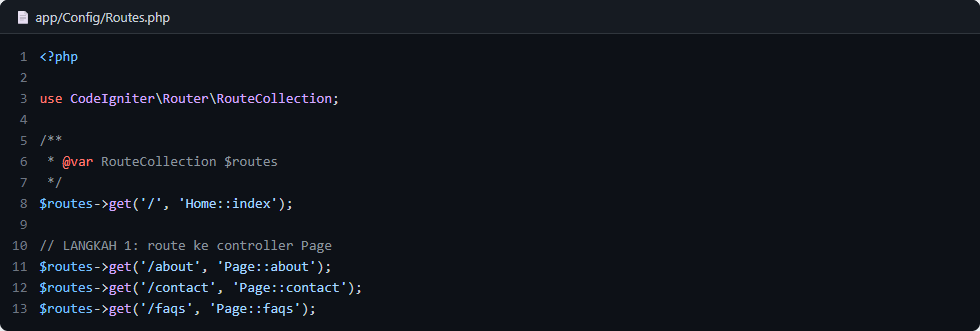 app/Config/Routes.php
1 <?php
2
3 use CodeIgniter\Router\RouteCollection;
4
5 /**
6  * @var RouteCollection $routes
7  */
8 $routes->get('/', 'Home::index');
9
10 // LANGKAH 1: route ke controller Page
11 $routes->get('/about', 'Page::about');
12 $routes->get('/contact', 'Page::contact');
13 $routes->get('/faqs', 'Page::faqs');